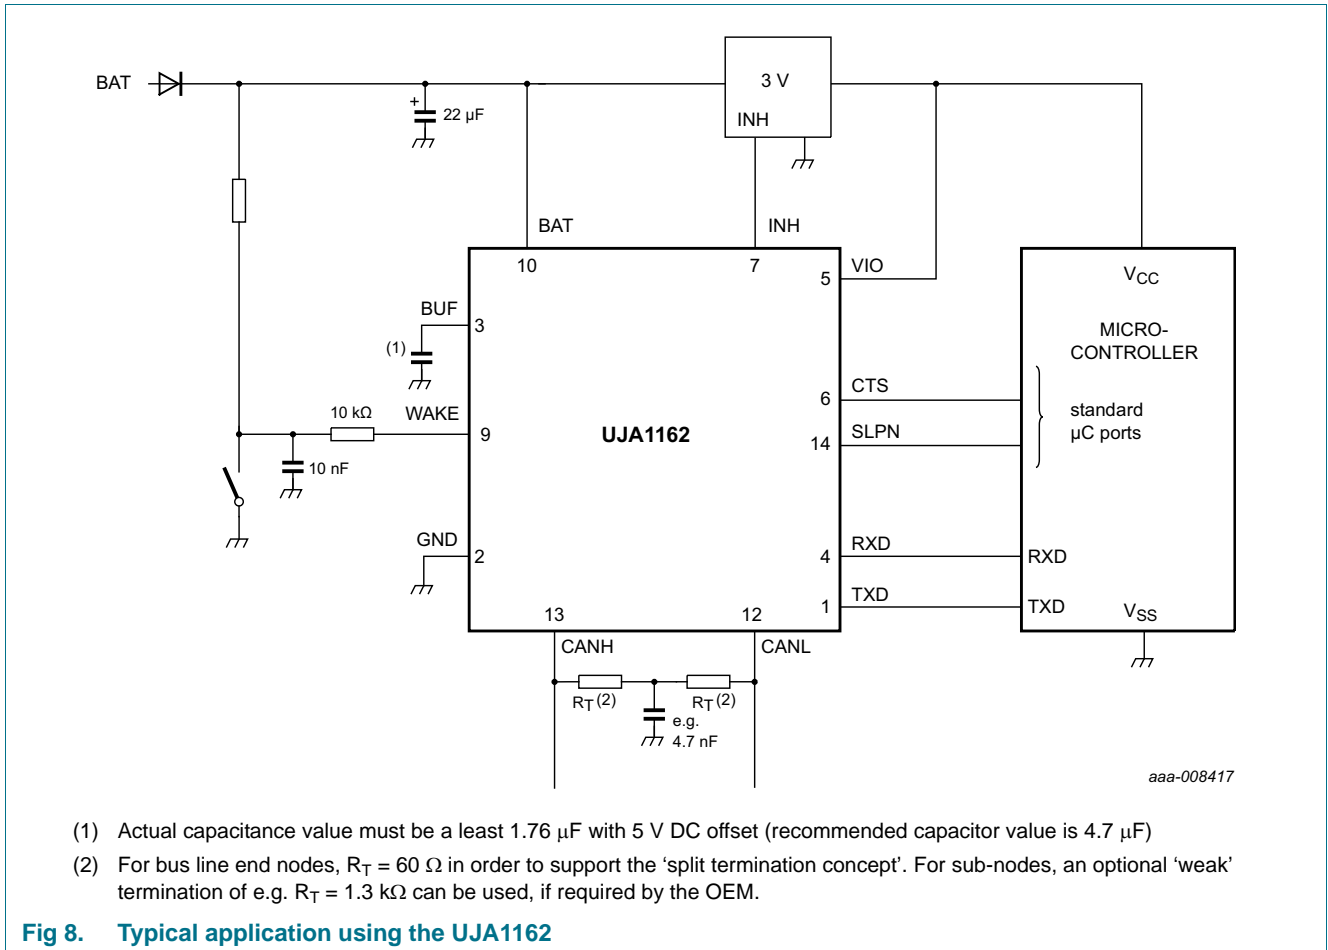 BAT
3 V
+
22 µF
INH
BAT
INH
10
7
VIO
5
VCC
BUF
3
MICRO-
CONTROLLER
(1)
CTS
6
10 kΩ
WAKE
standard
µC ports
9
UJA1162
SLPN
14
10 nF
GND
2
RXD
4
RXD
TXD
1
TXD
13
12
VSS
CANH
CANL
RT(2)
RT(2)
e.g.
4.7 nF
aaa-008417
(1) Actual capacitance value must be a least 1.76 µF with 5 V DC offset (recommended capacitor value is 4.7 µF)
(2) For bus line end nodes, RT = 60 Ω in order to support the ‘split termination concept’. For sub-nodes, an optional ‘weak’
termination of e.g. RT = 1.3 kΩ can be used, if required by the OEM.
Fig 8. Typical application using the UJA1162